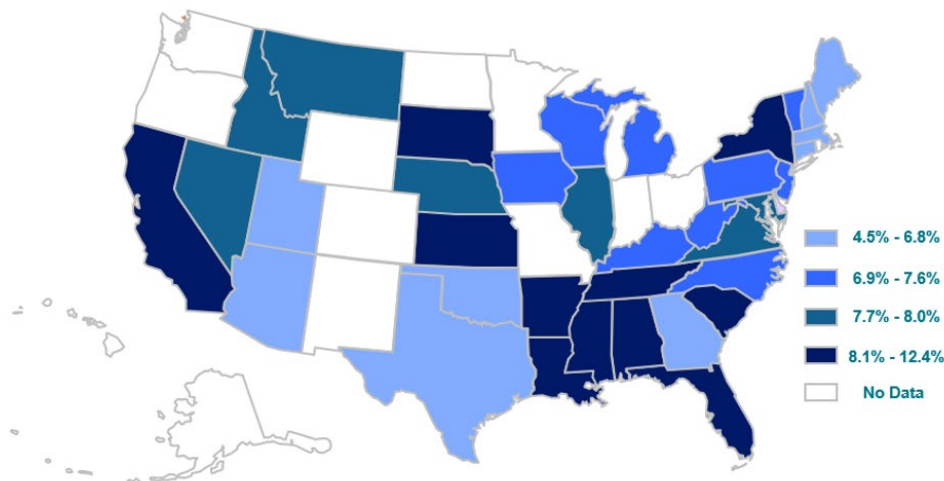 4.5% - 6.8%
6.9% - 7.6%
7.7% - 8.0%
8.1% - 12.4%
No Data